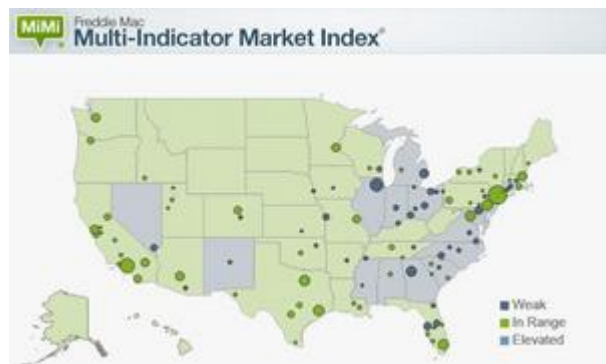 MiMi
Freddie Mac
Multi-Indicator Market Index®
Weak
In Range
Elevated